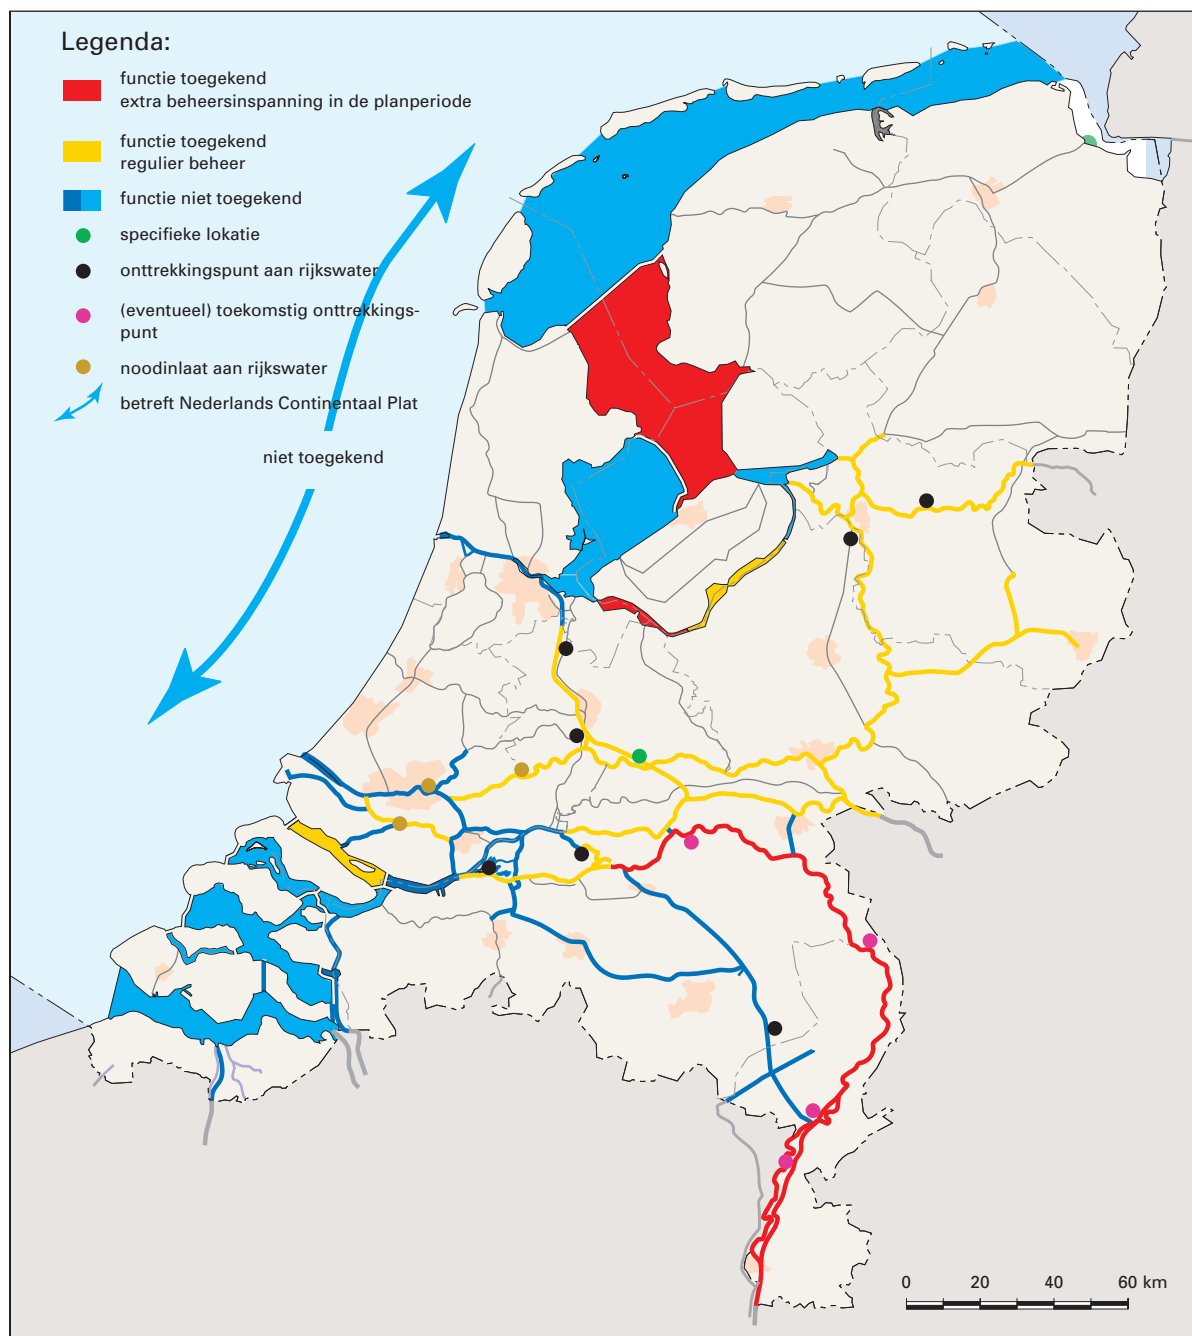 Legenda:
functie toegekend
extra beheersinspanning in de planperiode
functie toegekend
regulier beheer
functie niet toegekend
specifieke lokatie
onttrekkingspunt aan rijkswater
(eventueel) toekomstig onttrekkings-
punt
noodinlaat aan rijkswater
betreft Nederlands Continentaal Plat
niet toegekend
0 20 40 60 km